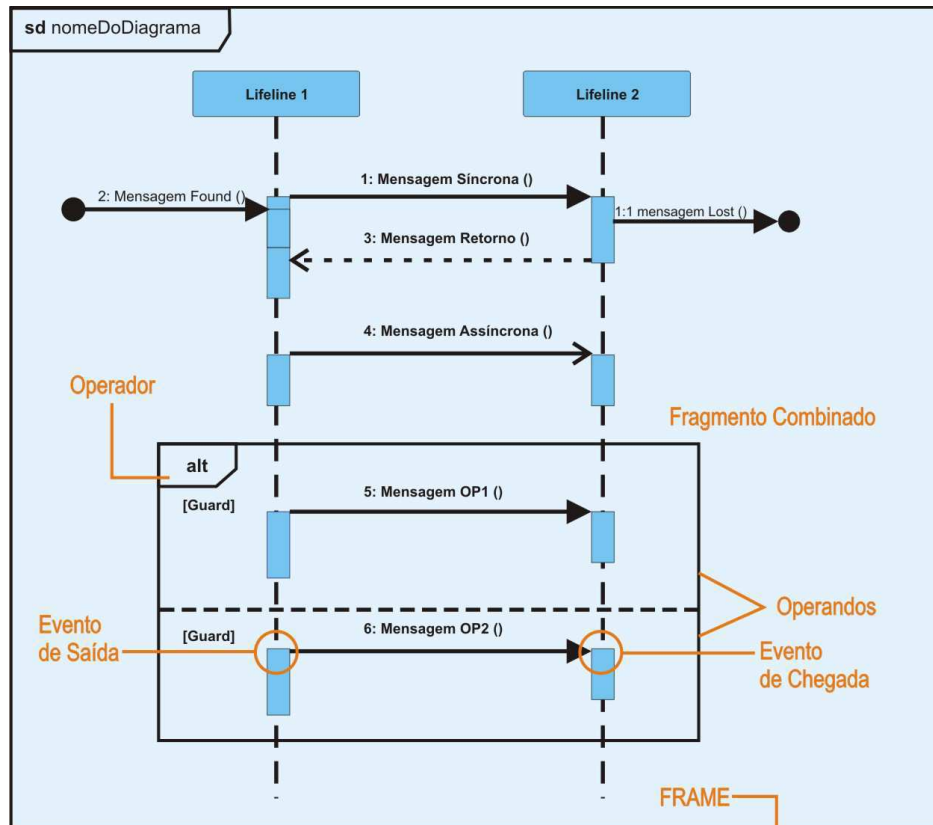 sd nomeDoDiagrama
Lifeline 1
Lifeline 2
1: Mensagem Síncrona ()
2: Mensagem Found ()
1:1 mensagem Lost ()
3: Mensagem Retorno ()
4: Mensagem Assíncrona ()
Operador
Fragmento Combinado
alt
5: Mensagem OP1 ()
[Guard]
Operandos
Evento
de Saída
[Guard]
6: Mensagem OP2 ()
Evento
de Chegada
FRAME